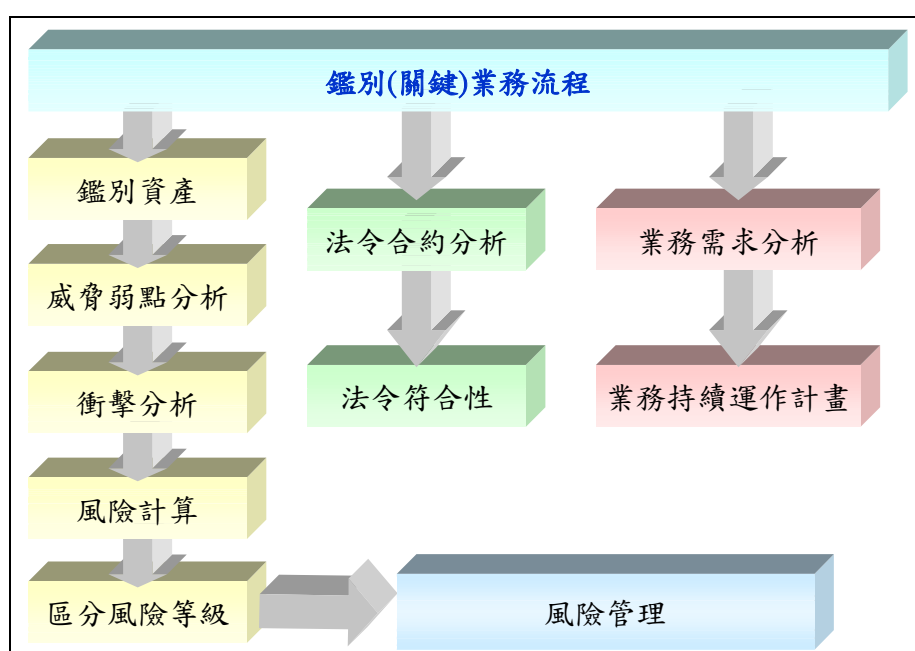 鑑別(關鍵)業務流程
鑑別資產
威脅弱點分析
衝擊分析
風險計算
區分風險等級
法令合約分析
法令符合性
業務需求分析
業務持續運作計畫
風險管理